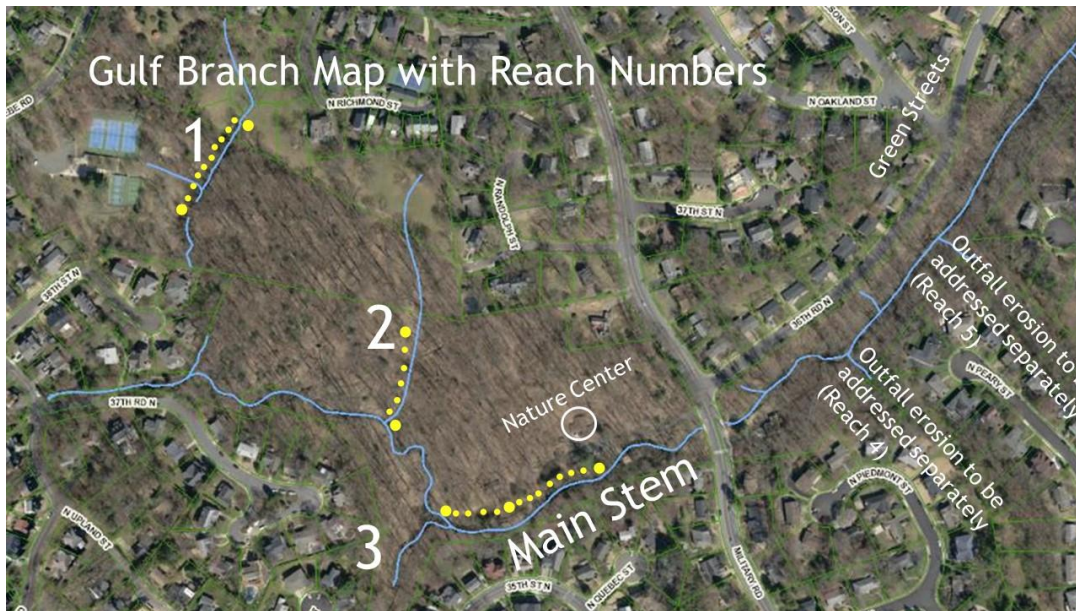 Gulf Branch Map with Reach Numbers
N RICHMOND ST
N OAKLAND ST
Green Streets
1
N RANDOLPH ST
37TH ST N
38TH ST N
2
36TH RD N
Outfall erosion to
addressed separately
(Reach 5)
N PEARY ST
37TH RD N
Nature Center
Outfall erosion to be
addressed separately
(Reach 4)
Main Stem
N PIEDMONT ST
3
N UPLAND ST
35TH ST N
N QUEBEC ST
MILITARY RD